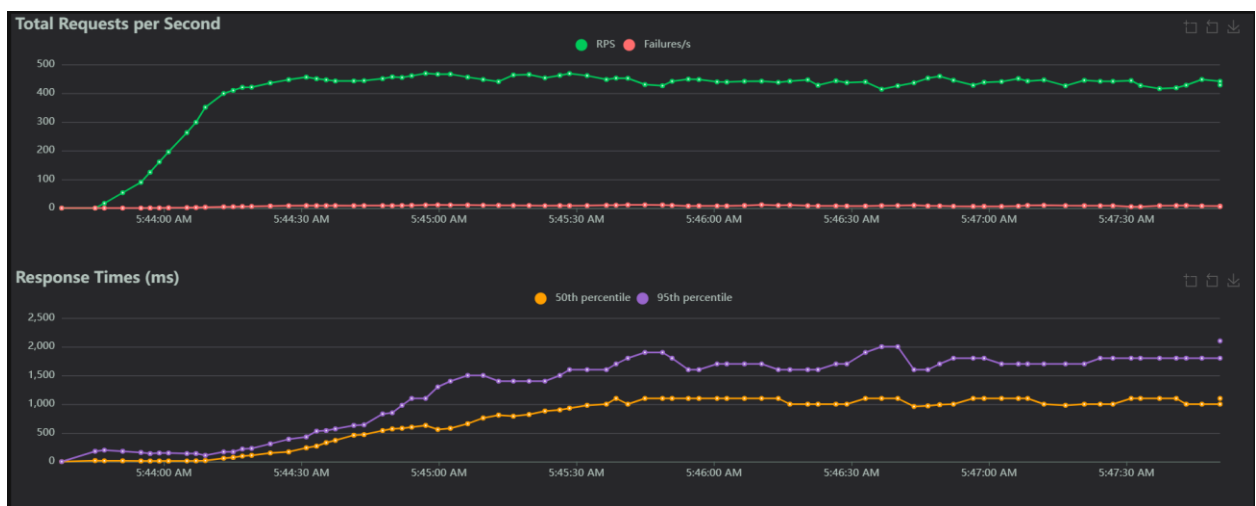 Total Requests per Second
RPS Failures/s
500
400
300
200
100
0
5:44:00 AM 5:44:30 AM 5:45:00 AM 5:45:30 AM 5:46:00 AM 5:46:30 AM 5:47:00 AM 5:47:30 AM
Response Times (ms)
50th percentile 95th percentile
2,500
2,000
1,500
1,000
500
0
5:44:00 AM 5:44:30 AM 5:45:00 AM 5:45:30 AM 5:46:00 AM 5:46:30 AM 5:47:00 AM 5:47:30 AM